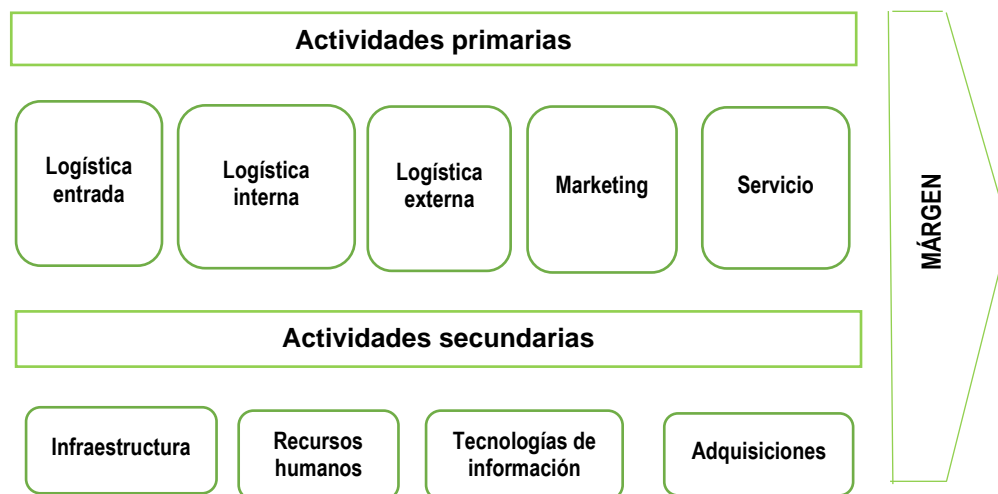 Actividades primarias
Logística
entrada
Logística
interna
Logística
externa
Marketing
Servicio
MÁRGEN
Actividades secundarias
Infraestructura
Recursos
humanos
Tecnologías de
información
Adquisiciones